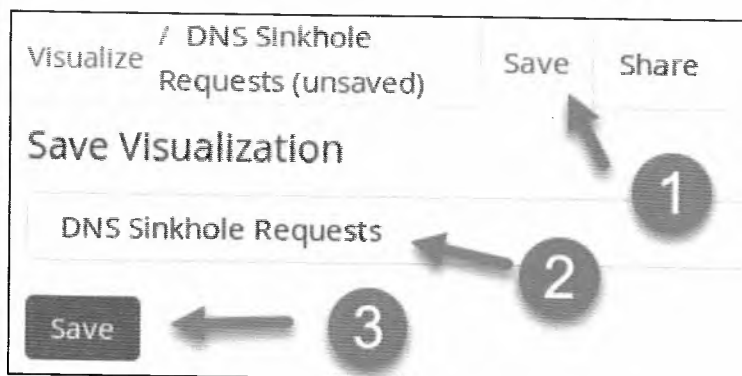 Visualize / DNS Sinkhole Save Share
Requests (unsaved)
Save Visualization
1
DNS Sinkhole Requests
2
Save
3